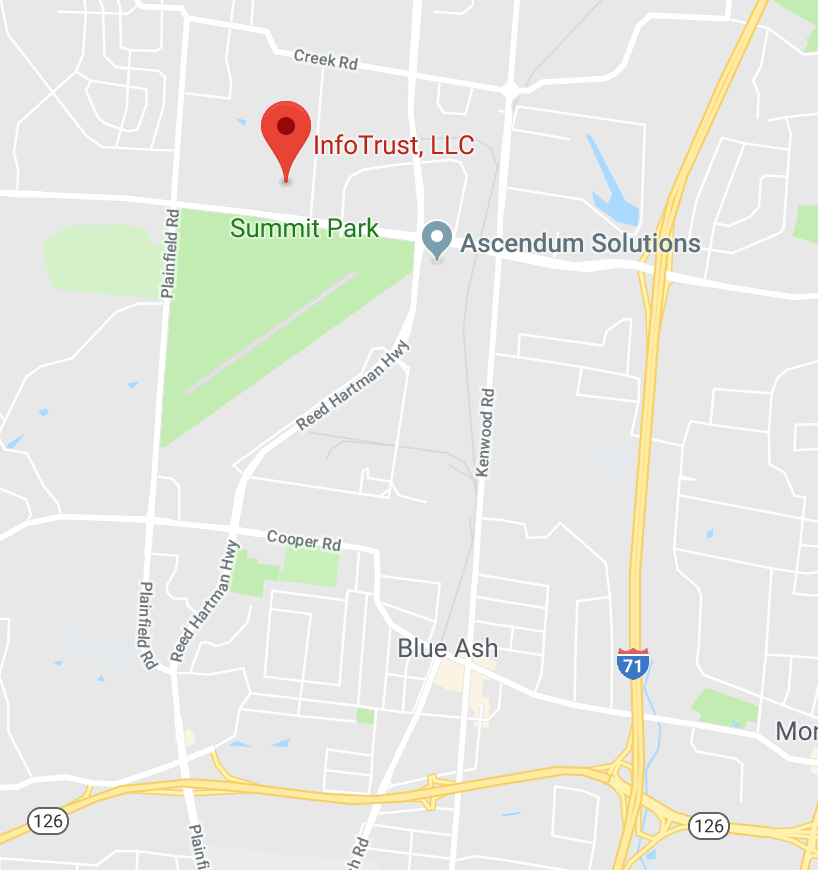 Creek Rd
InfoTrust, LLC
Plainfield Rd
Summit Park
Ascendum Solutions
Reed Hartman Hwy
Kenwood Rd
Cooper Rd
Reed Hartman Hwy
Plainfield Rd
Blue Ash
71
Mor
126
126
Plainfi
h Rd